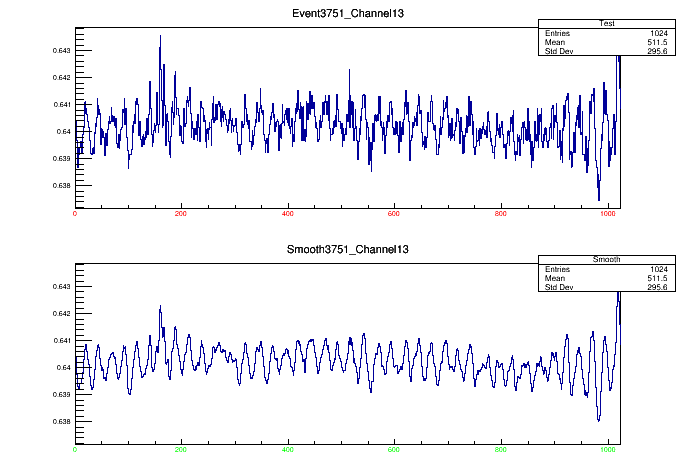 Event3751_Channel13
Test
Entries 1024
Mean 511.5
Std Dev 295.6
0.643
0.642
0.641
0.64
0.639
0.638
0 200 400 600 800 1000
Smooth3751_Channel13
Smooth
Entries 1024
Mean 511.5
Std Dev 295.6
0.643
0.642
0.641
0.64
0.639
0.638
0 200 400 600 800 1000